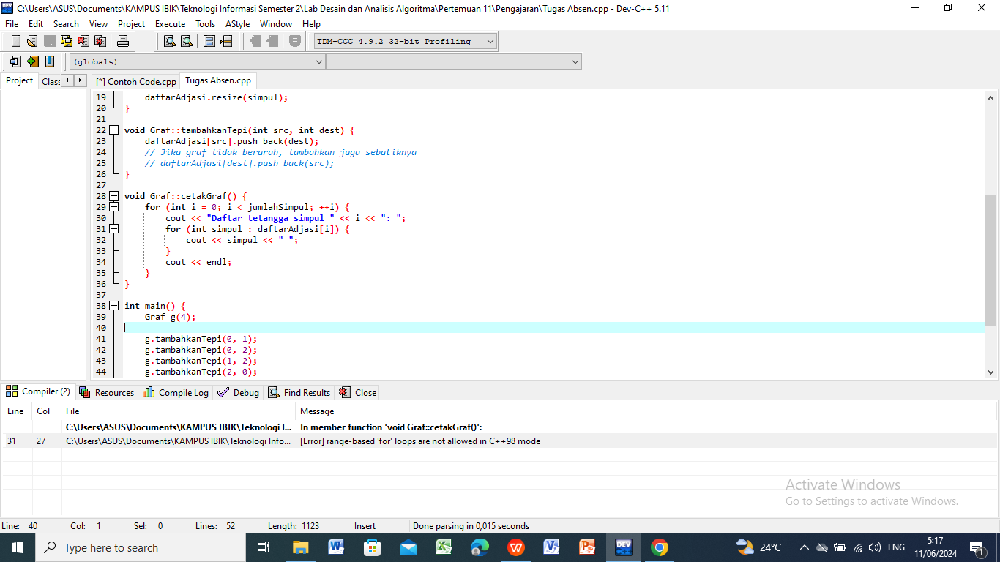 C:\Users\ASUS\Documents\KAMPUS IBIK\Teknologi Informasi Semester 2\Lab Desain dan Analisis Algoritma\Pertemuan 11\Pengajaran\Tugas Absen.cpp - Dev-C++ 5.11
File Edit Search View Project Execute Tools AStyle Window Help
TDM-GCC 4.9.2 32-bit Profiling
(globals)
Project Class [*] Contoh Code.cpp Tugas Absen.cpp
19 daftarAdjasi.resize(simpul);
20 }
21
22 void Graf::tambahkanTepi(int src, int dest) {
23 daftarAdjasi[src].push_back(dest);
24 // Jika graf tidak berarah, tambahkan juga sebaliknya
25 // daftarAdjasi[dest].push_back(src);
26 }
27
28 void Graf::cetakGraf() {
29 for (int i = 0; i < jumlahSimpul; ++i) {
30 cout << "Daftar tetangga simpul " << i << ": ";
31 for (int simpul : daftarAdjasi[i]) {
32 cout << simpul << " ";
33 }
34 cout << endl;
35 }
36 }
37
38 int main() {
39 Graf g(4);
40
41 g.tambahkanTepi(0, 1);
42 g.tambahkanTepi(0, 2);
43 g.tambahkanTepi(1, 2);
44 g.tambahkanTepi(2, 0);
Compiler (2) Resources Compile Log Debug Find Results Close
Line Col File Message
C:\Users\ASUS\Documents\KAMPUS IBIK\Teknologi I... In member function 'void Graf::cetakGraf()':
31 27 C:\Users\ASUS\Documents\KAMPUS IBIK\Teknologi Info... [Error] range-based 'for' loops are not allowed in C++98 mode
Activate Windows
Go to Settings to activate Windows.
Line: 40 Col: 1 Sel: 0 Lines: 52 Length: 1123 Insert Done parsing in 0,015 seconds
Type here to search
DEV
24°C
ENG
5:17
11/06/2024
1